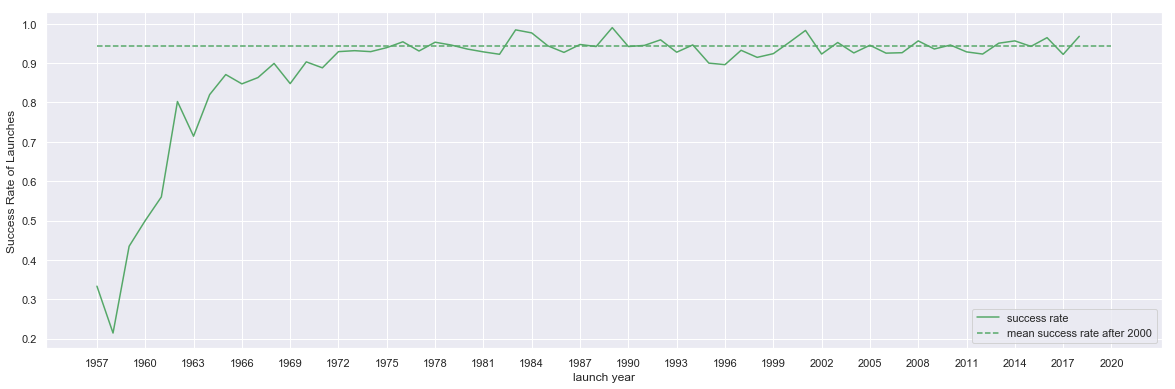 1.0
0.9
0.8
0.7
0.6
0.5
0.4
0.3
0.2
Success Rate of Launches
success rate
mean success rate after 2000
1957 1960 1963 1966 1969 1972 1975 1978 1981 1984 1987 1990 1993 1996 1999 2002 2005 2008 2011 2014 2017 2020
launch year